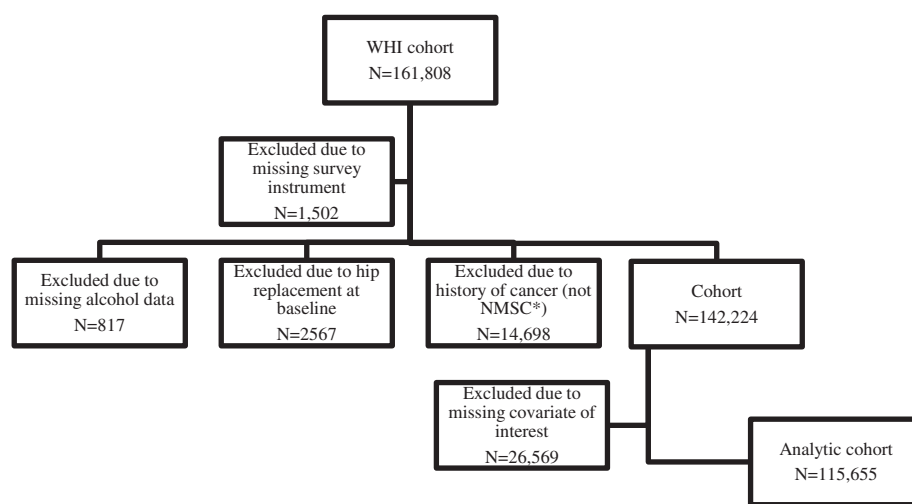 WHI cohort
N=161,808
Excluded due to
missing survey
instrument
N=1,502
Excluded due to
missing alcohol data
N=817
Excluded due to hip
replacement at
baseline
N=2567
Excluded due to
history of cancer (not
NMSC*)
N=14,698
Cohort
N=142,224
Excluded due to
missing covariate of
interest
N=26,569
Analytic cohort
N=115,655